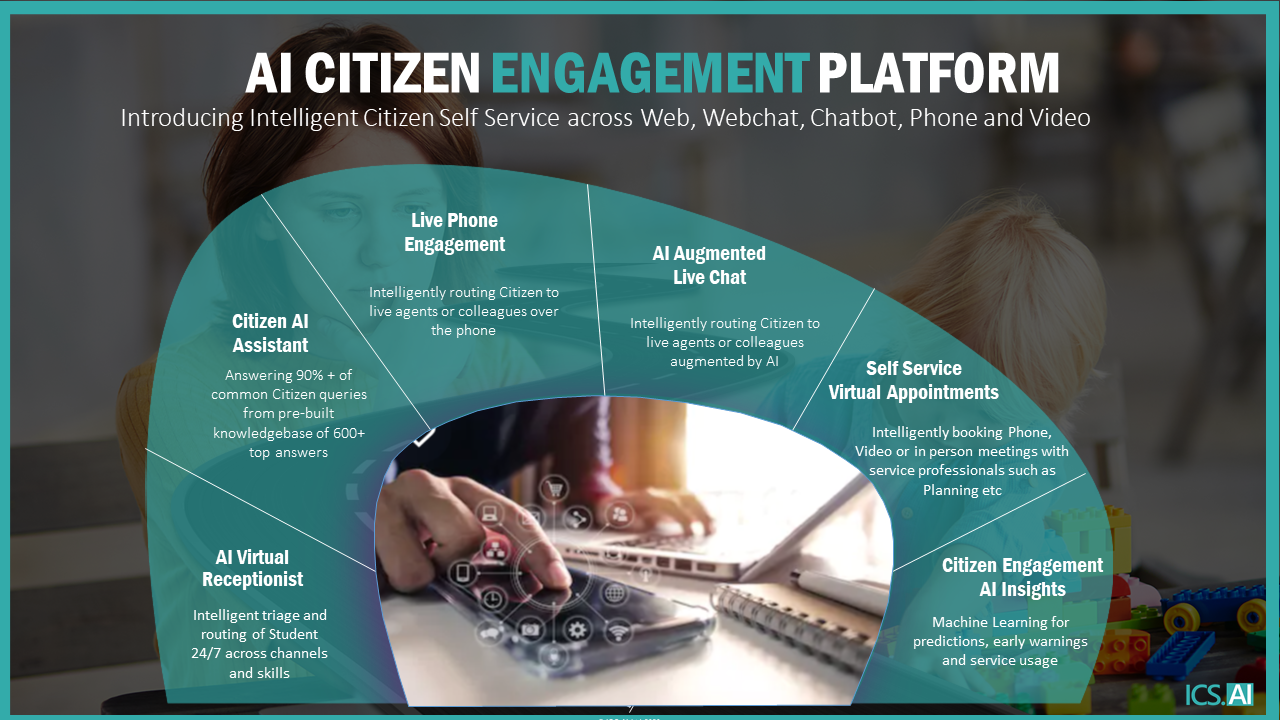 AI CITIZEN ENGAGEMENT PLATFORM
Introducing Intelligent Citizen Self Service across Web, Webchat, Chatbot, Phone and Video
AI Virtual
Receptionist
Intelligent triage and
routing of Student
24/7 across channels
and skills
Citizen AI
Assistant
Answering 90% + of
common Citizen queries
from pre-built
knowledgebase of 600+
top answers
Live Phone
Engagement
Intelligently routing Citizen to
live agents or colleagues over
the phone
AI Augmented
Live Chat
Intelligently routing Citizen to
live agents or colleagues
augmented by AI
Self Service
Virtual Appointments
Intelligently booking Phone,
Video or in person meetings with
service professionals such as
Planning etc
Citizen Engagement
AI Insights
Machine Learning for
predictions, early warnings
and service usage
ICS.AI